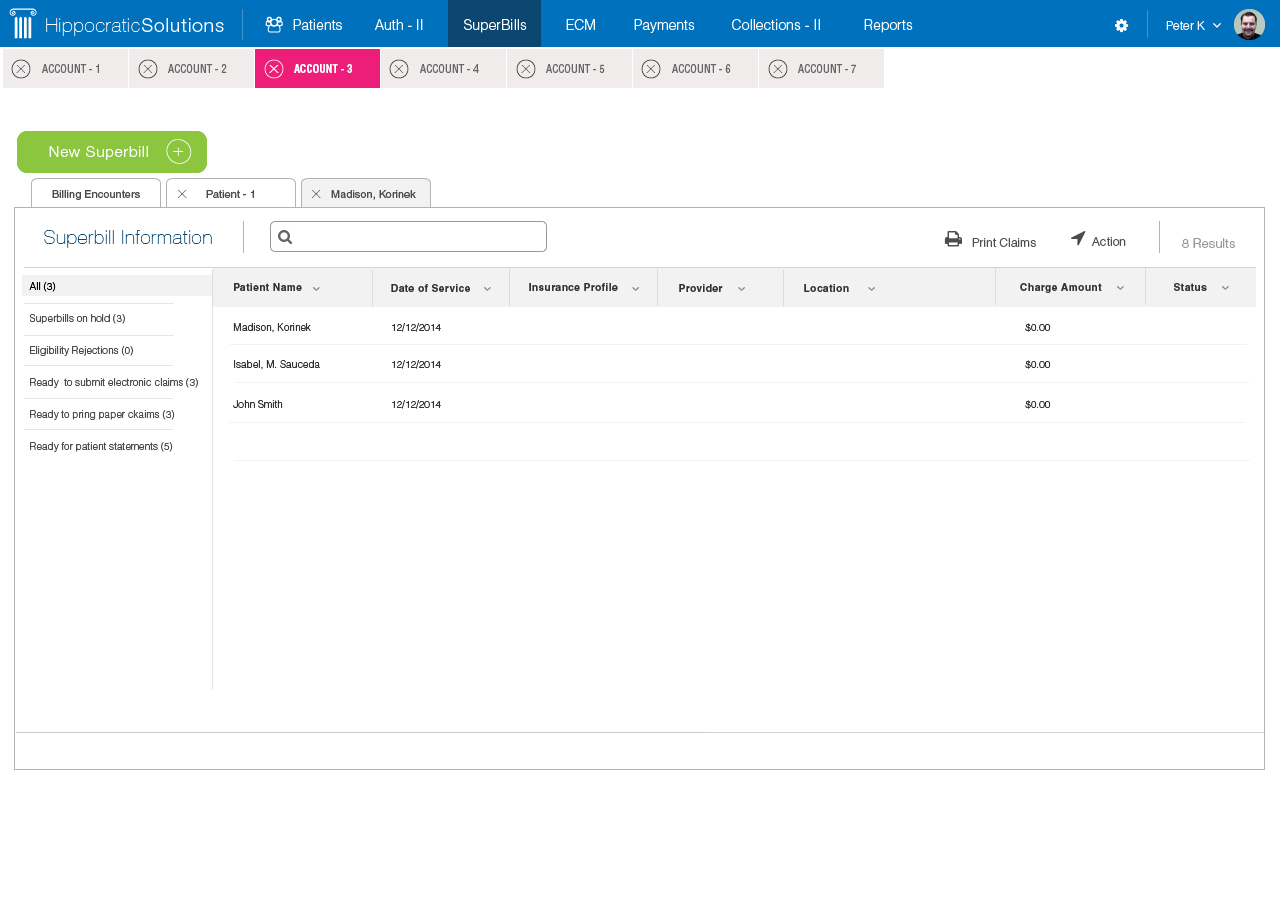 HippocraticSolutions Patients Auth - II SuperBills ECM Payments Collections - II Reports Peter K
ACCOUNT - 1 ACCOUNT - 2 ACCOUNT - 3 ACCOUNT - 4 ACCOUNT - 5 ACCOUNT - 6 ACCOUNT - 7
New Superbill
Billing Encounters Patient - 1 Madison, Korinek
Superbill Information Print Claims Action 8 Results
All (3)
Superbills on hold (3)
Eligibility Rejections (0)
Ready to submit electronic claims (3)
Ready to pring paper ckaims (3)
Ready for patient statements (5)
Patient Name Date of Service Insurance Profile Provider Location Charge Amount Status
Madison, Korinek 12/12/2014 $0.00
Isabel, M. Sauceda 12/12/2014 $0.00
John Smith 12/12/2014 $0.00